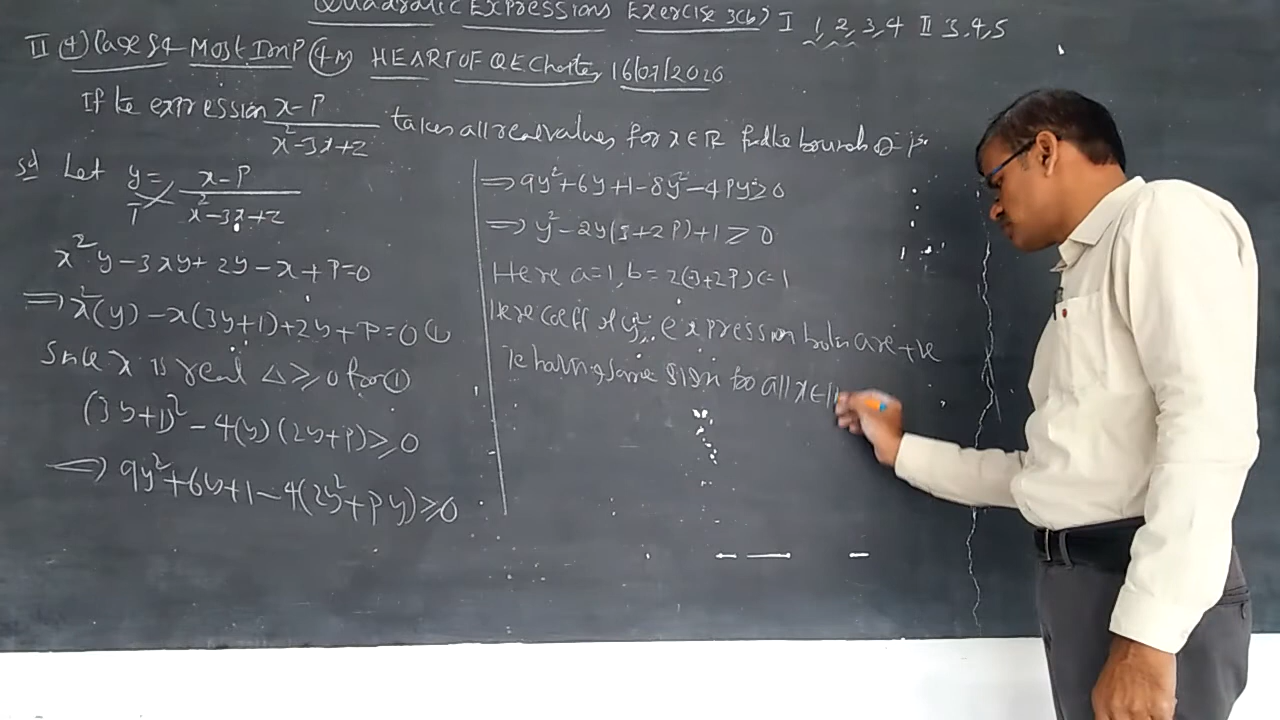 Quadratic Expressions Exercise 3(b) I 1, 2, 3, 4 II 3, 4, 5
II (4) Most Imp (4m) HEART OF QE Chapter 16/07/2020
If the expression x-P / x²-3x+2 takes all real values for x∈R find the bounds of p
sol Let y/1 = x-P / x²-3x+2
x²y-3xy+2y-x+P=0
⇒ x²(y)-x(3y+1)+2y+P=0 (1)
Since x is real △≥0 for (1)
(3y+1)²-4(y)(2y+P)≥0
⇒ 9y²+6y+1-4(2y²+Py)≥0
⇒ 9y²+6y+1-8y²-4Py≥0
⇒ y²-2y(3+2P)+1≥0
Here a=1, b=2(-3+2P) c=1
Here coeff of y², expression both are +ve
ie having same sign for all x∈